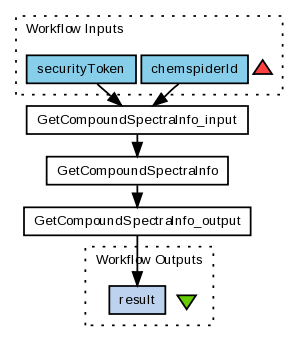 Workflow Inputs
securityToken
chemspiderId
GetCompoundSpectraInfo_input
GetCompoundSpectraInfo
GetCompoundSpectraInfo_output
Workflow Outputs
result